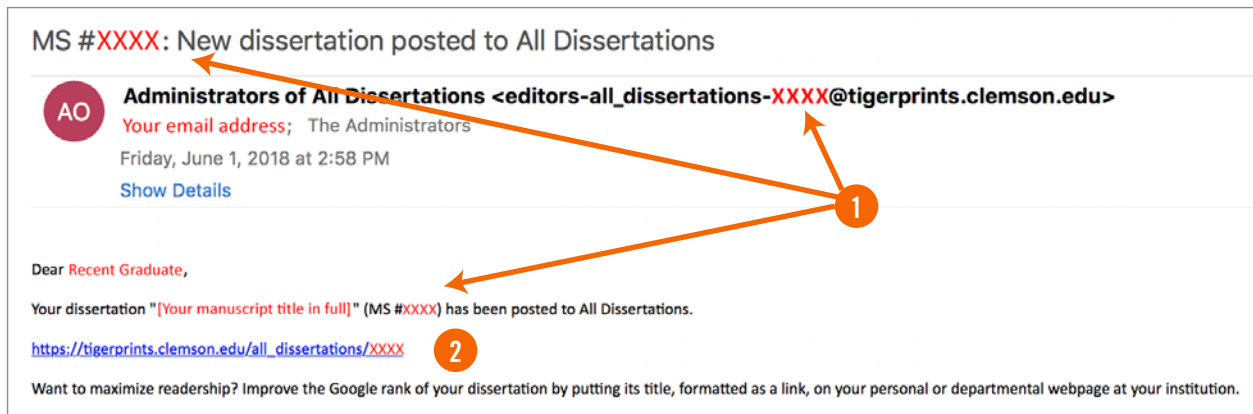 MS #XXXX: New dissertation posted to All Dissertations
AO
Administrators of All Dissertations <editors-all_dissertations-XXXX@tigerprints.clemson.edu>
Your email address; The Administrators
Friday, June 1, 2018 at 2:58 PM
Show Details
1
Dear Recent Graduate,
Your dissertation "[Your manuscript title in full]" (MS #XXXX) has been posted to All Dissertations.
https://tigerprints.clemson.edu/all_dissertations/XXXX 2
Want to maximize readership? Improve the Google rank of your dissertation by putting its title, formatted as a link, on your personal or departmental webpage at your institution.